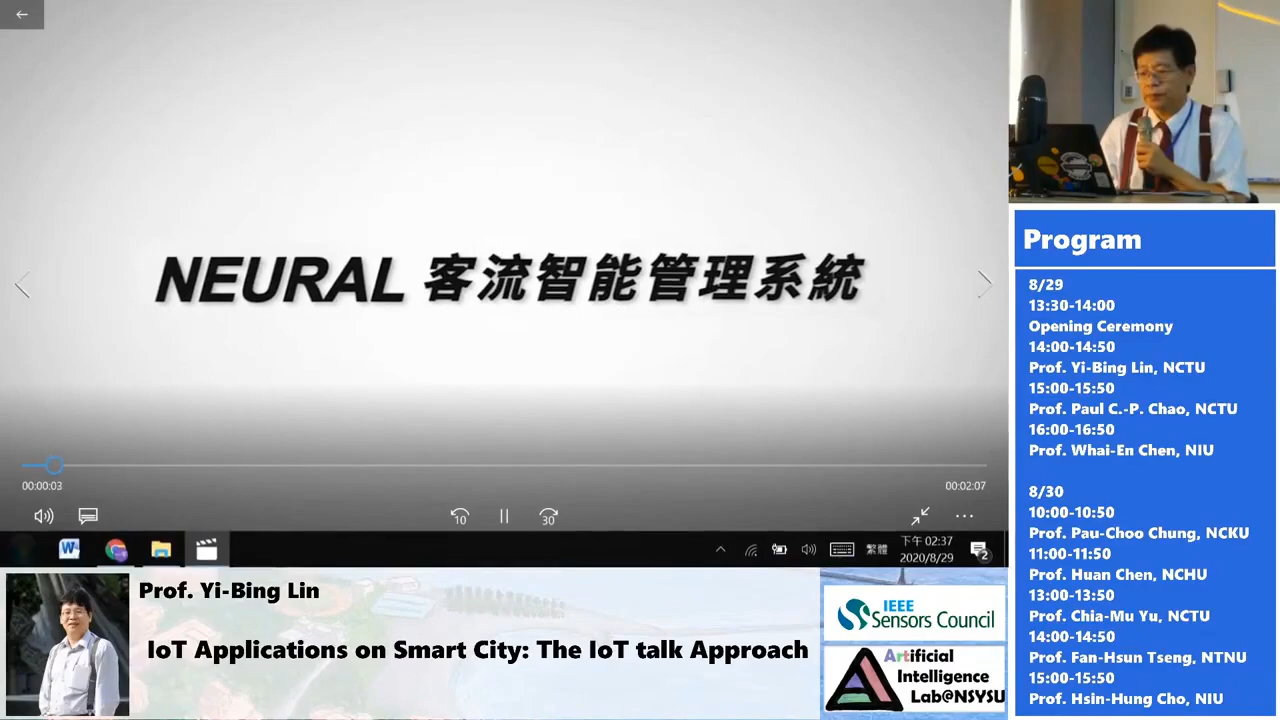 NEURAL 客流智能管理系統
00:00:03
00:02:07
10
30
W
繁體
下午 02:37
2020/8/29
2
Prof. Yi-Bing Lin
IoT Applications on Smart City: The IoT talk Approach
IEEE
Sensors Council
Artificial
Intelligence
Lab@NSYSU
Program
8/29
13:30-14:00
Opening Ceremony
14:00-14:50
Prof. Yi-Bing Lin, NCTU
15:00-15:50
Prof. Paul C.-P. Chao, NCTU
16:00-16:50
Prof. Whai-En Chen, NIU
8/30
10:00-10:50
Prof. Pau-Choo Chung, NCKU
11:00-11:50
Prof. Huan Chen, NCHU
13:00-13:50
Prof. Chia-Mu Yu, NCTU
14:00-14:50
Prof. Fan-Hsun Tseng, NTNU
15:00-15:50
Prof. Hsin-Hung Cho, NIU